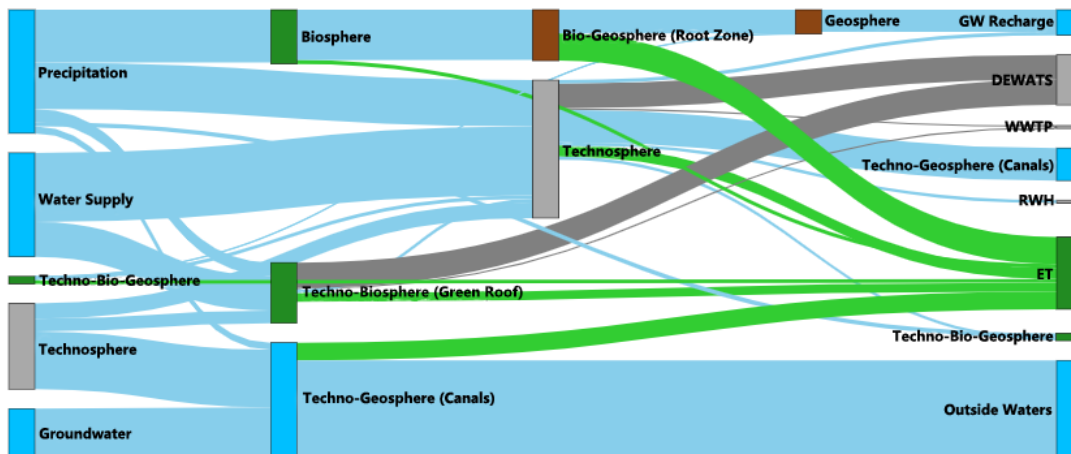 Precipitation
Water Supply
Techno-Bio-Geosphere
Technosphere
Groundwater
Biosphere
Techno-Biosphere (Green Roof)
Techno-Geosphere (Canals)
Bio-Geosphere (Root Zone)
Technosphere
Geosphere
GW Recharge
DEWATS
WWTP
Techno-Geosphere (Canals)
RWH
ET
Techno-Bio-Geosphere
Outside Waters